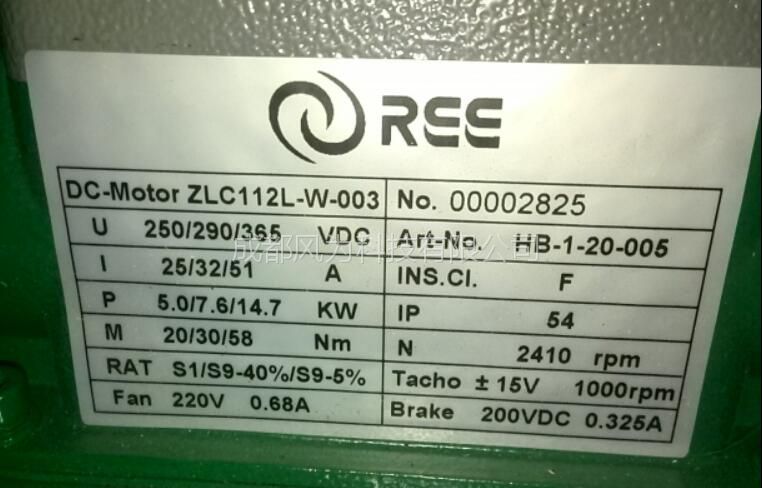 REE
DC-Motor ZLC112L-W-003 No. 00002825
U 250/290/365 VDC Art-No. HB-1-20-005
成都风为科技有限公司
I 25/32/51 A INS.Cl. F
P 5.0/7.6/14.7 KW IP 54
M 20/30/58 Nm N 2410 rpm
RAT S1/S9-40%/S9-5% Tacho ± 15V 1000rpm
Fan 220V 0.68A Brake 200VDC 0.325A